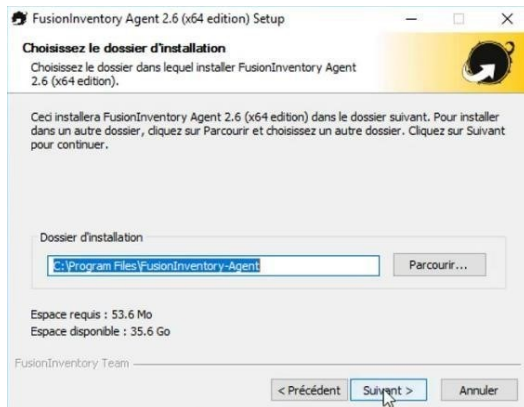 FusionInventory Agent 2.6 (x64 edition) Setup
Choisissez le dossier d'installation
Choisissez le dossier dans lequel installer FusionInventory Agent
2.6 (x64 edition).
Ceci installera FusionInventory Agent 2.6 (x64 edition) dans le dossier suivant. Pour installer
dans un autre dossier, cliquez sur Parcourir et choisissez un autre dossier. Cliquez sur Suivant
pour continuer.
Dossier d'installation
C:\Program Files\FusionInventory-Agent
Parcourir...
Espace requis : 53.6 Mo
Espace disponible : 35.6 Go
FusionInventory Team
< Précédent Suivant > Annuler